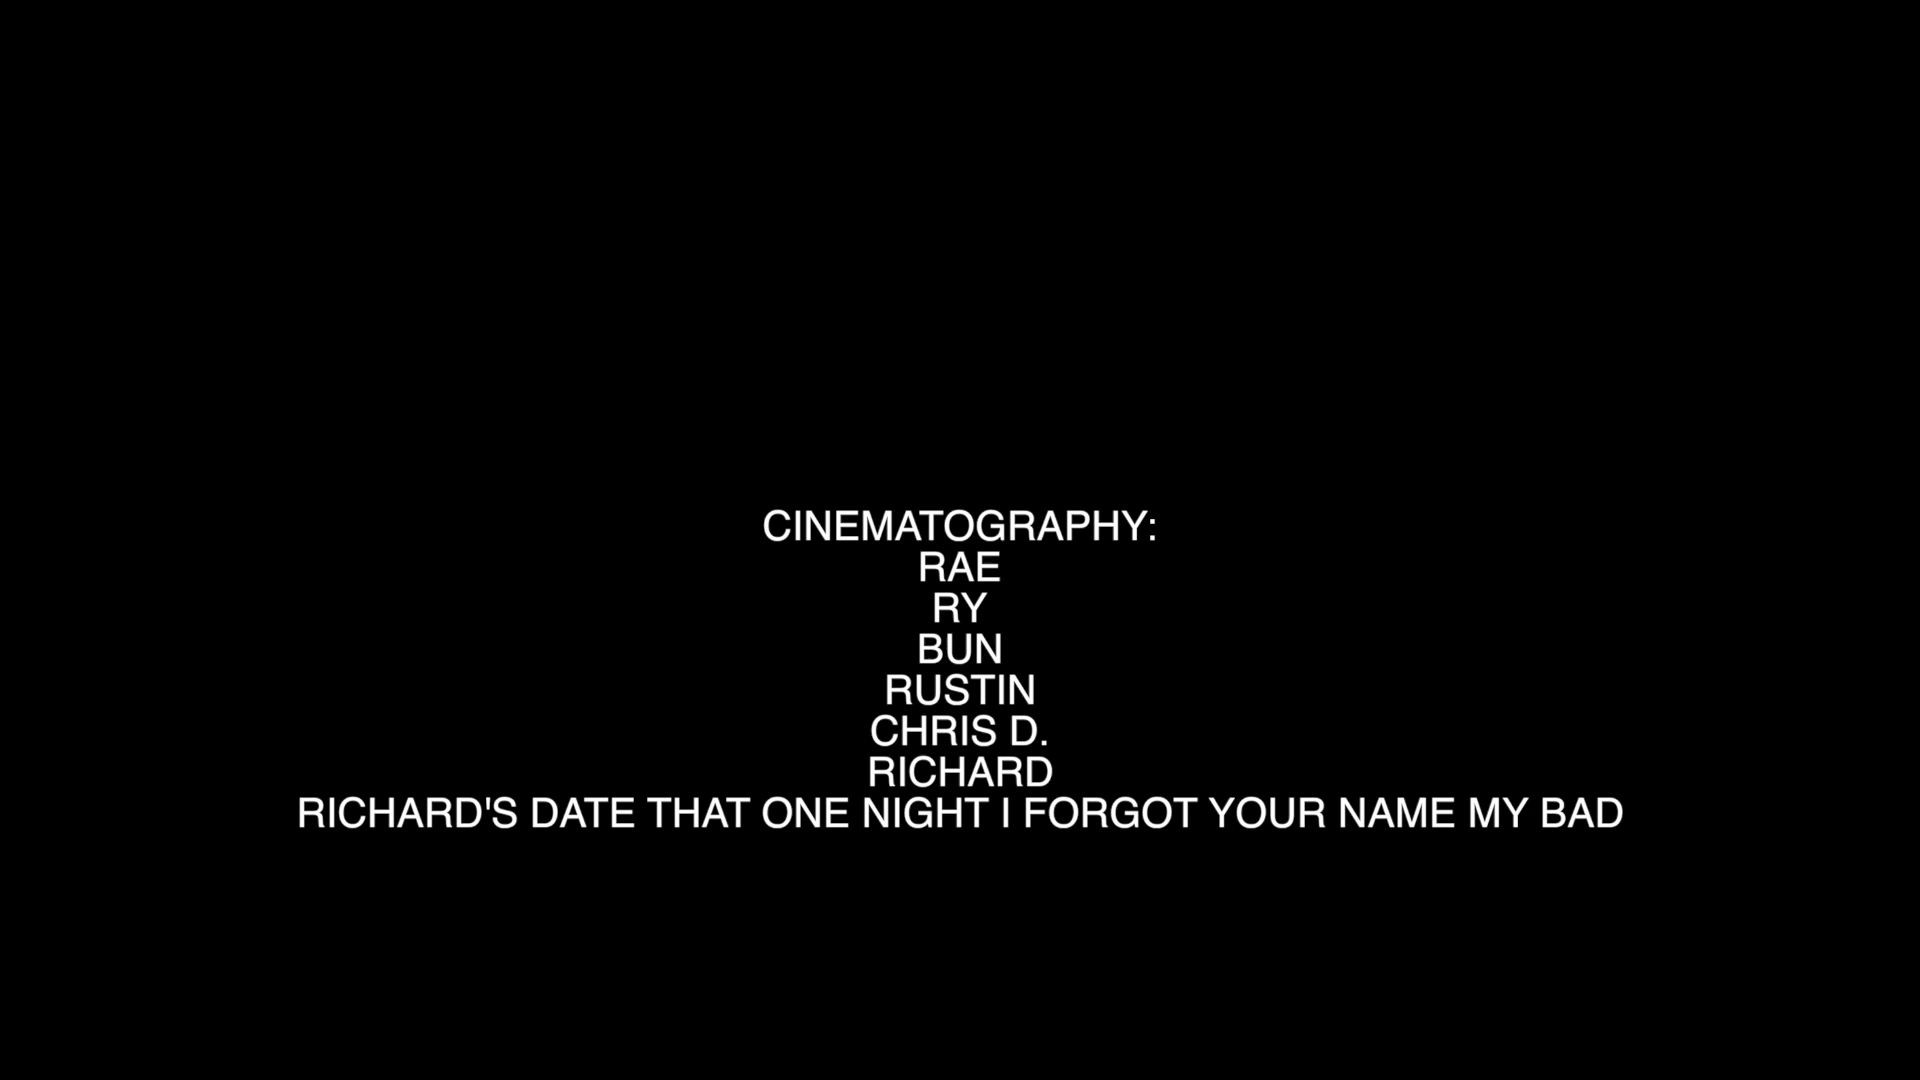 CINEMATOGRAPHY:
RAE
RY
BUN
RUSTIN
CHRIS D.
RICHARD
RICHARD'S DATE THAT ONE NIGHT I FORGOT YOUR NAME MY BAD